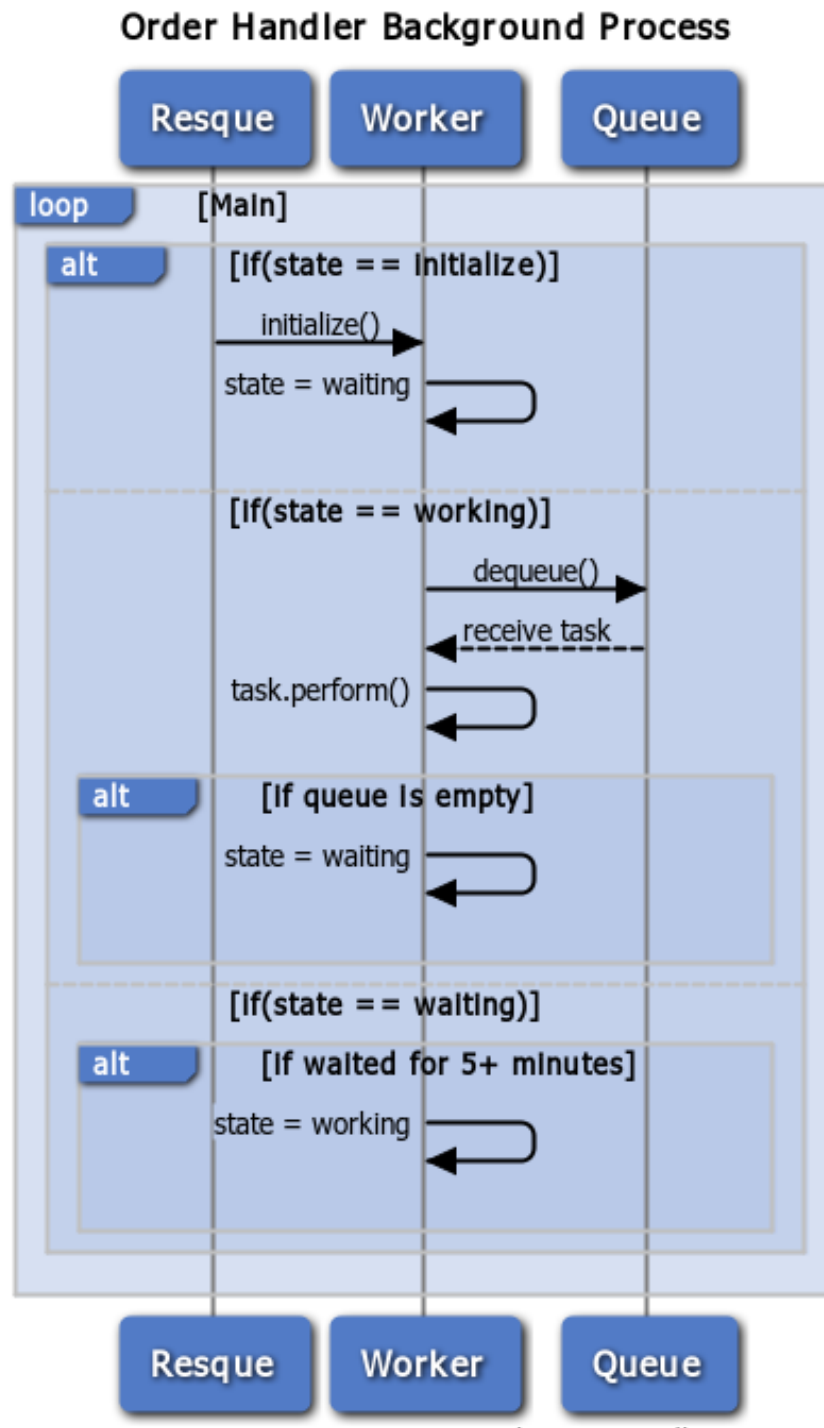 Order Handler Background Process
Resque Worker Queue
loop [Main]
alt [if(state == initialize)]
initialize()
state = waiting
[if(state == working)]
dequeue()
receive task
task.perform()
alt [if queue is empty]
state = waiting
[if(state == waiting)]
alt [if waited for 5+ minutes]
state = working
Resque Worker Queue